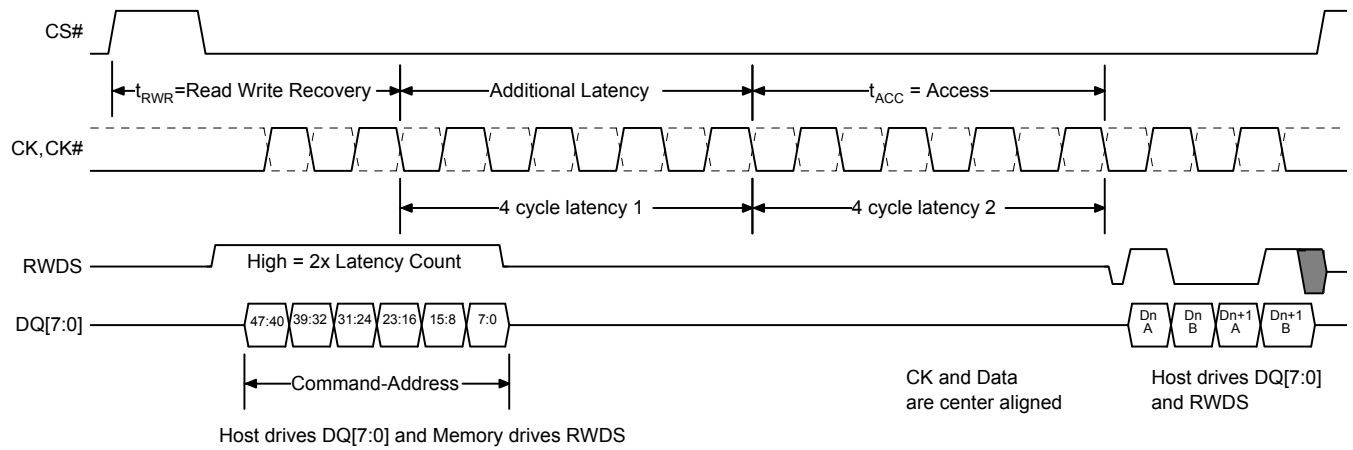 CS#
t_RWR=Read Write Recovery
Additional Latency
t_ACC = Access
CK,CK#
4 cycle latency 1
4 cycle latency 2
RWDS
High = 2x Latency Count
DQ[7:0]
47:40 39:32 31:24 23:16 15:8 7:0
Dn Dn Dn+1 Dn+1
A B A B
Command-Address
CK and Data
are center aligned
Host drives DQ[7:0]
and RWDS
Host drives DQ[7:0] and Memory drives RWDS